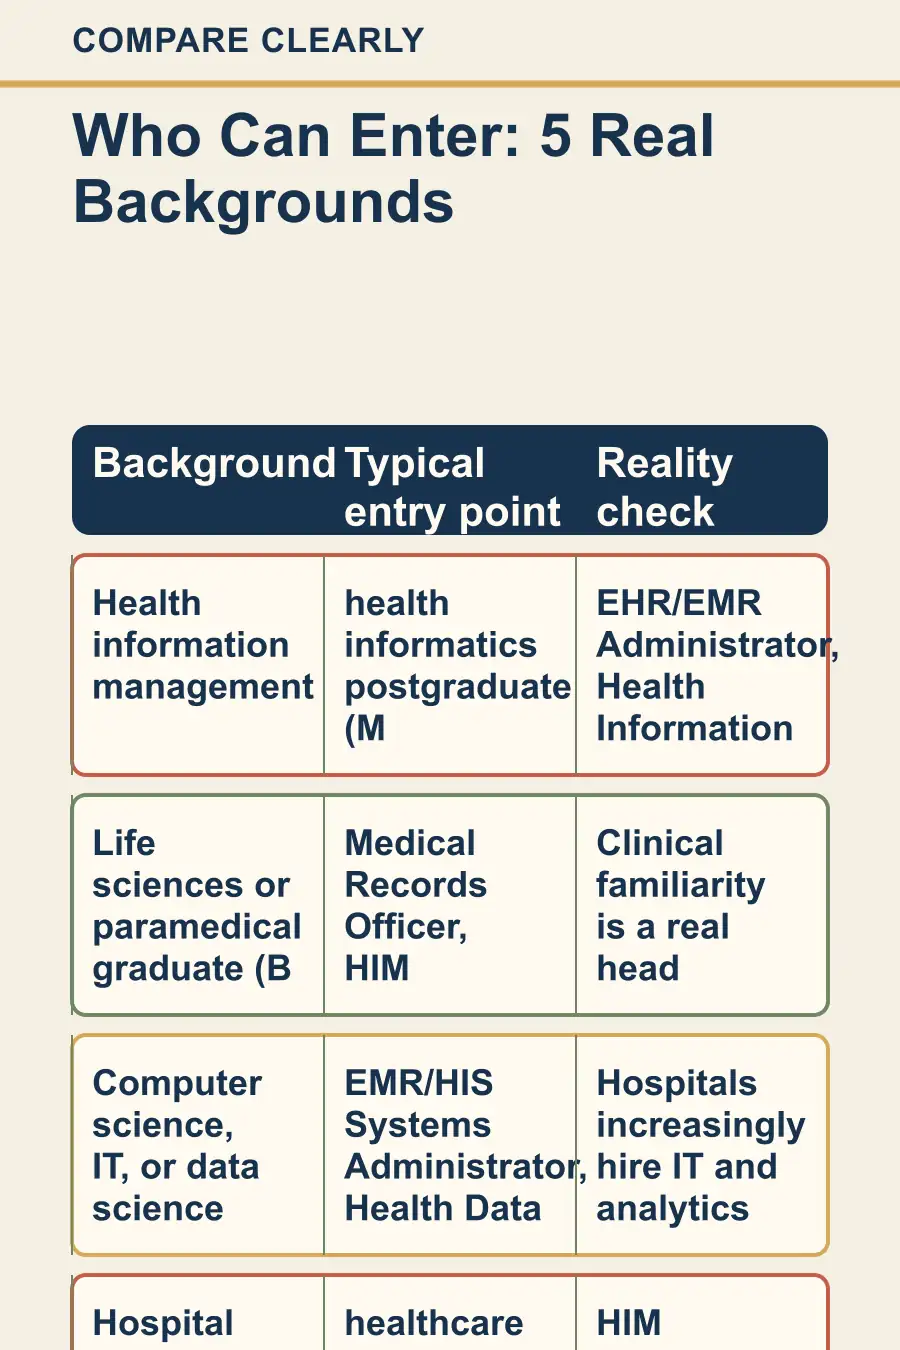 COMPARE CLEARLY
Who Can Enter: 5 Real
Backgrounds
Background
Typical
entry point
Reality
check
Health
information
management
health
informatics
postgraduate
(M
EHR/EMR
Administrator,
Health
Information
Life
sciences or
paramedical
graduate (B
Medical
Records
Officer,
HIM
Clinical
familiarity
is a real
head
Computer
science,
IT, or data
science
EMR/HIS
Systems
Administrator,
Health Data
Hospitals
increasingly
hire IT and
analytics
Hospital
healthcare
HIM